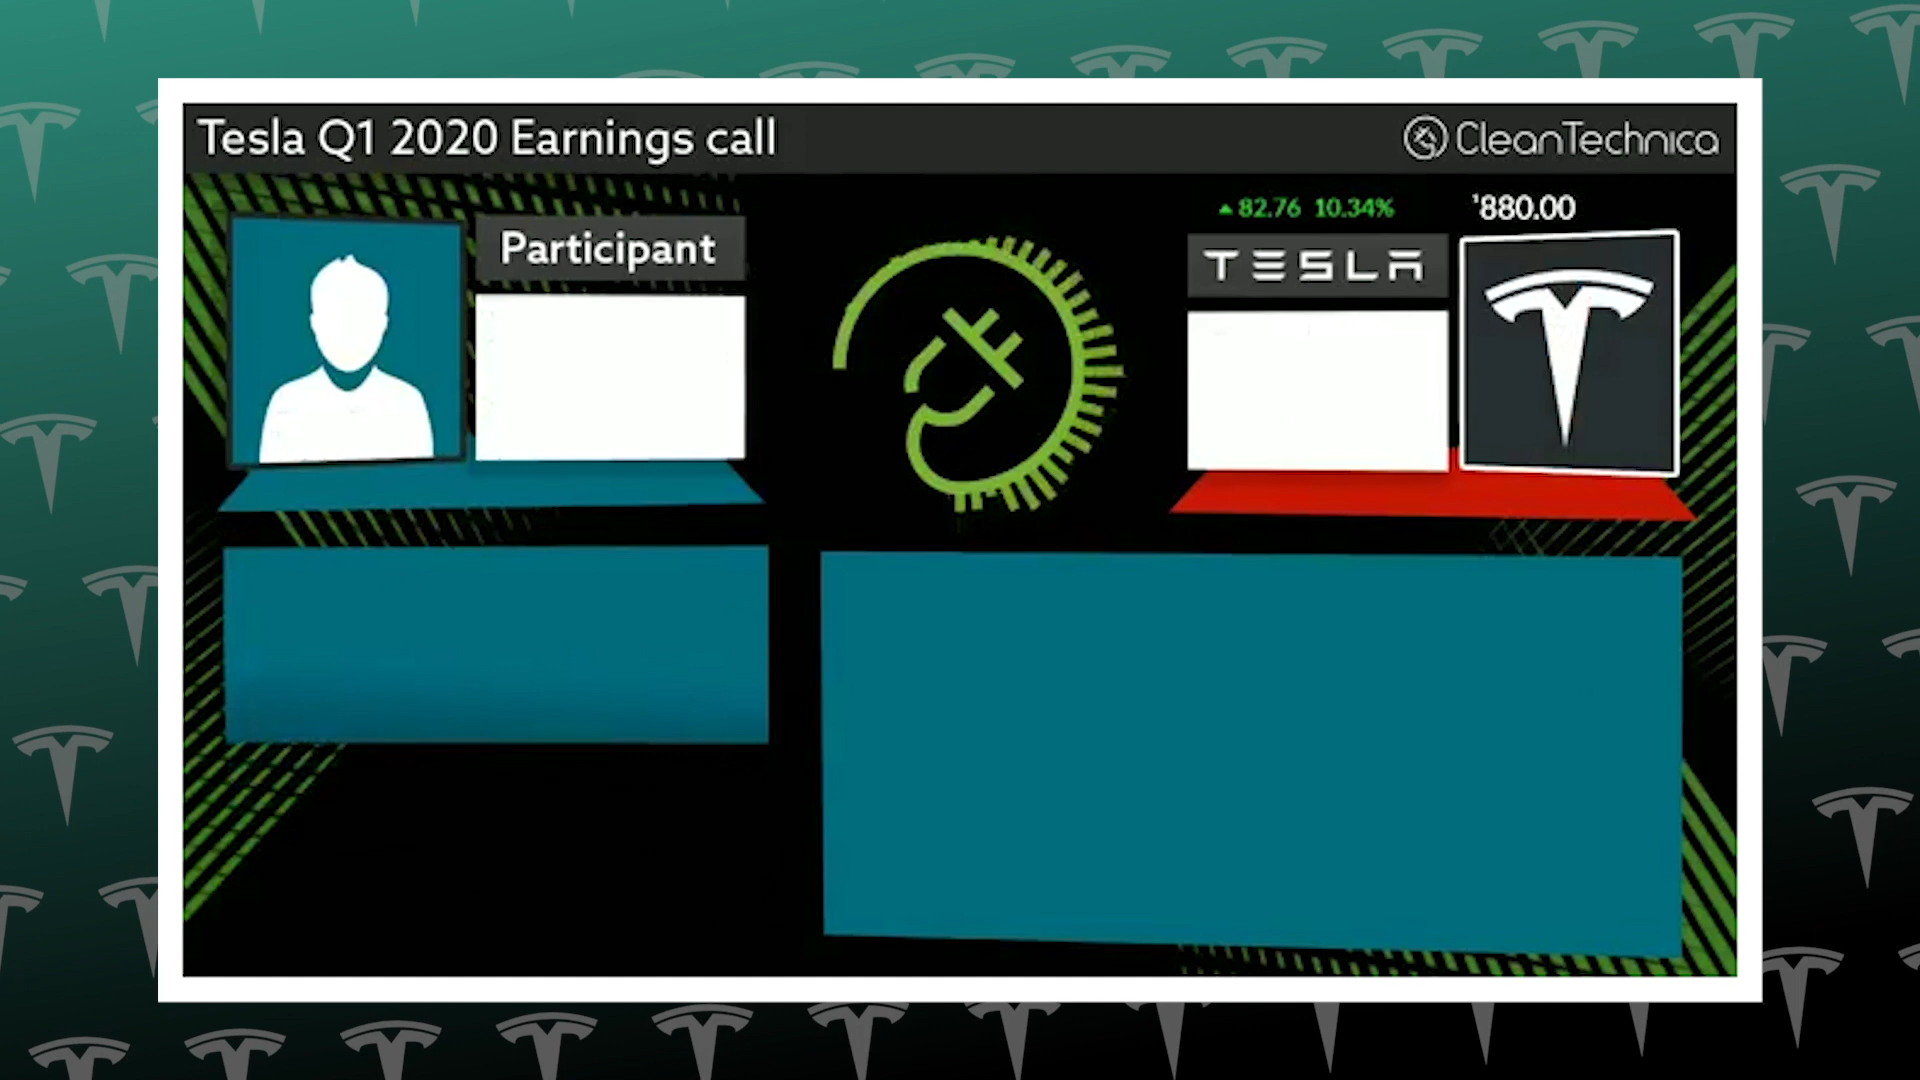 Tesla Q1 2020 Earnings call
CleanTechnica
Participant
▲82.76 10.34%
'880.00
TESLA